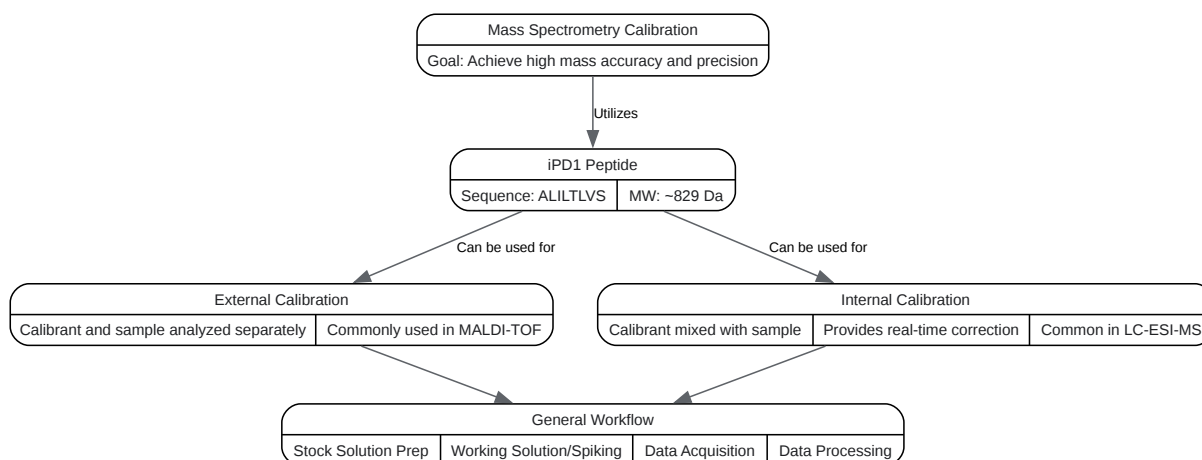 Mass Spectrometry Calibration
Goal: Achieve high mass accuracy and precision
Utilizes
iPD1 Peptide
Sequence: ALILTLVS
MW: ~829 Da
Can be used for
Can be used for
External Calibration
Calibrant and sample analyzed separately
Commonly used in MALDI-TOF
Internal Calibration
Calibrant mixed with sample
Provides real-time correction
Common in LC-ESI-MS
General Workflow
Stock Solution Prep
Working Solution/Spiking
Data Acquisition
Data Processing